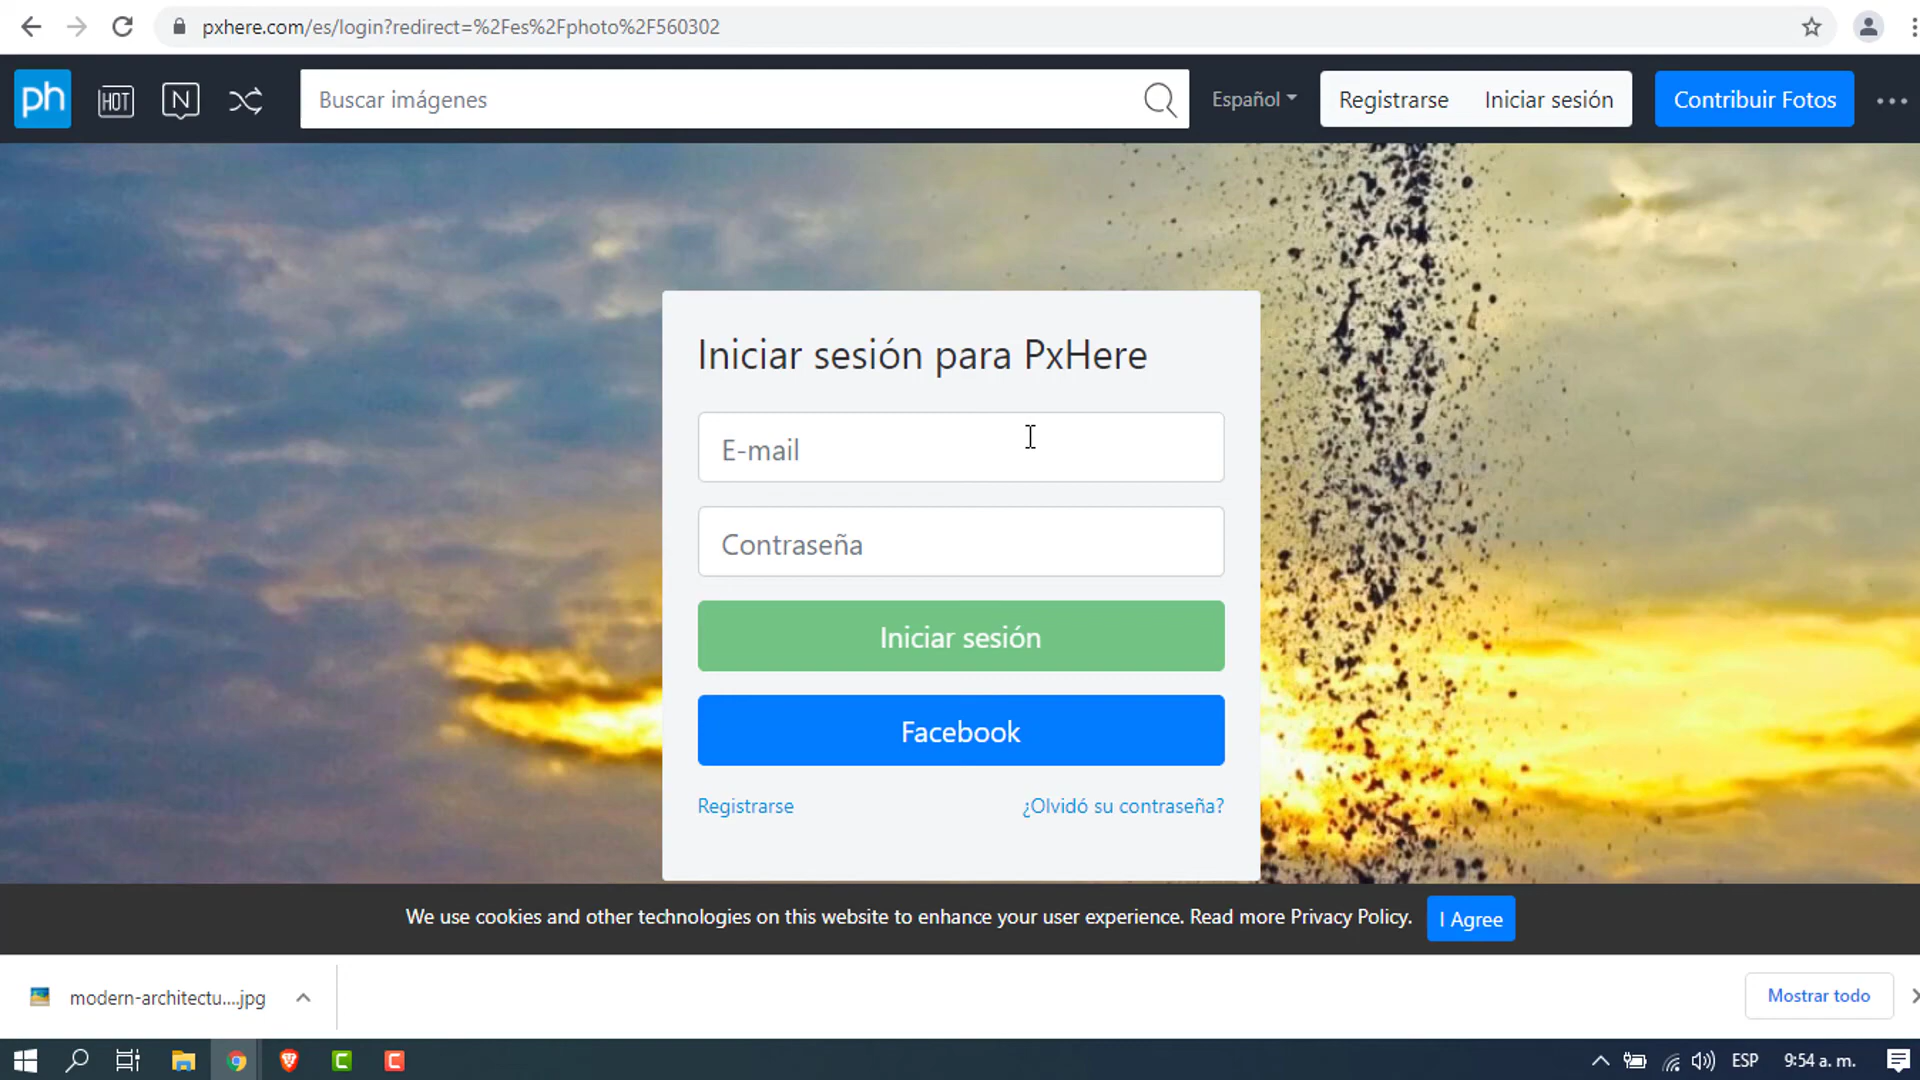 pxhere.com/es/login?redirect=%2Fes%2Fphoto%2F560302
ph HOT N Buscar imágenes Español Registrarse Iniciar sesión Contribuir Fotos
Iniciar sesión para PxHere
E-mail
Contraseña
Iniciar sesión
Facebook
Registrarse ¿Olvidó su contraseña?
We use cookies and other technologies on this website to enhance your user experience. Read more Privacy Policy. I Agree
modern-architectu....jpg Mostrar todo
C C ESP 9:54 a. m.